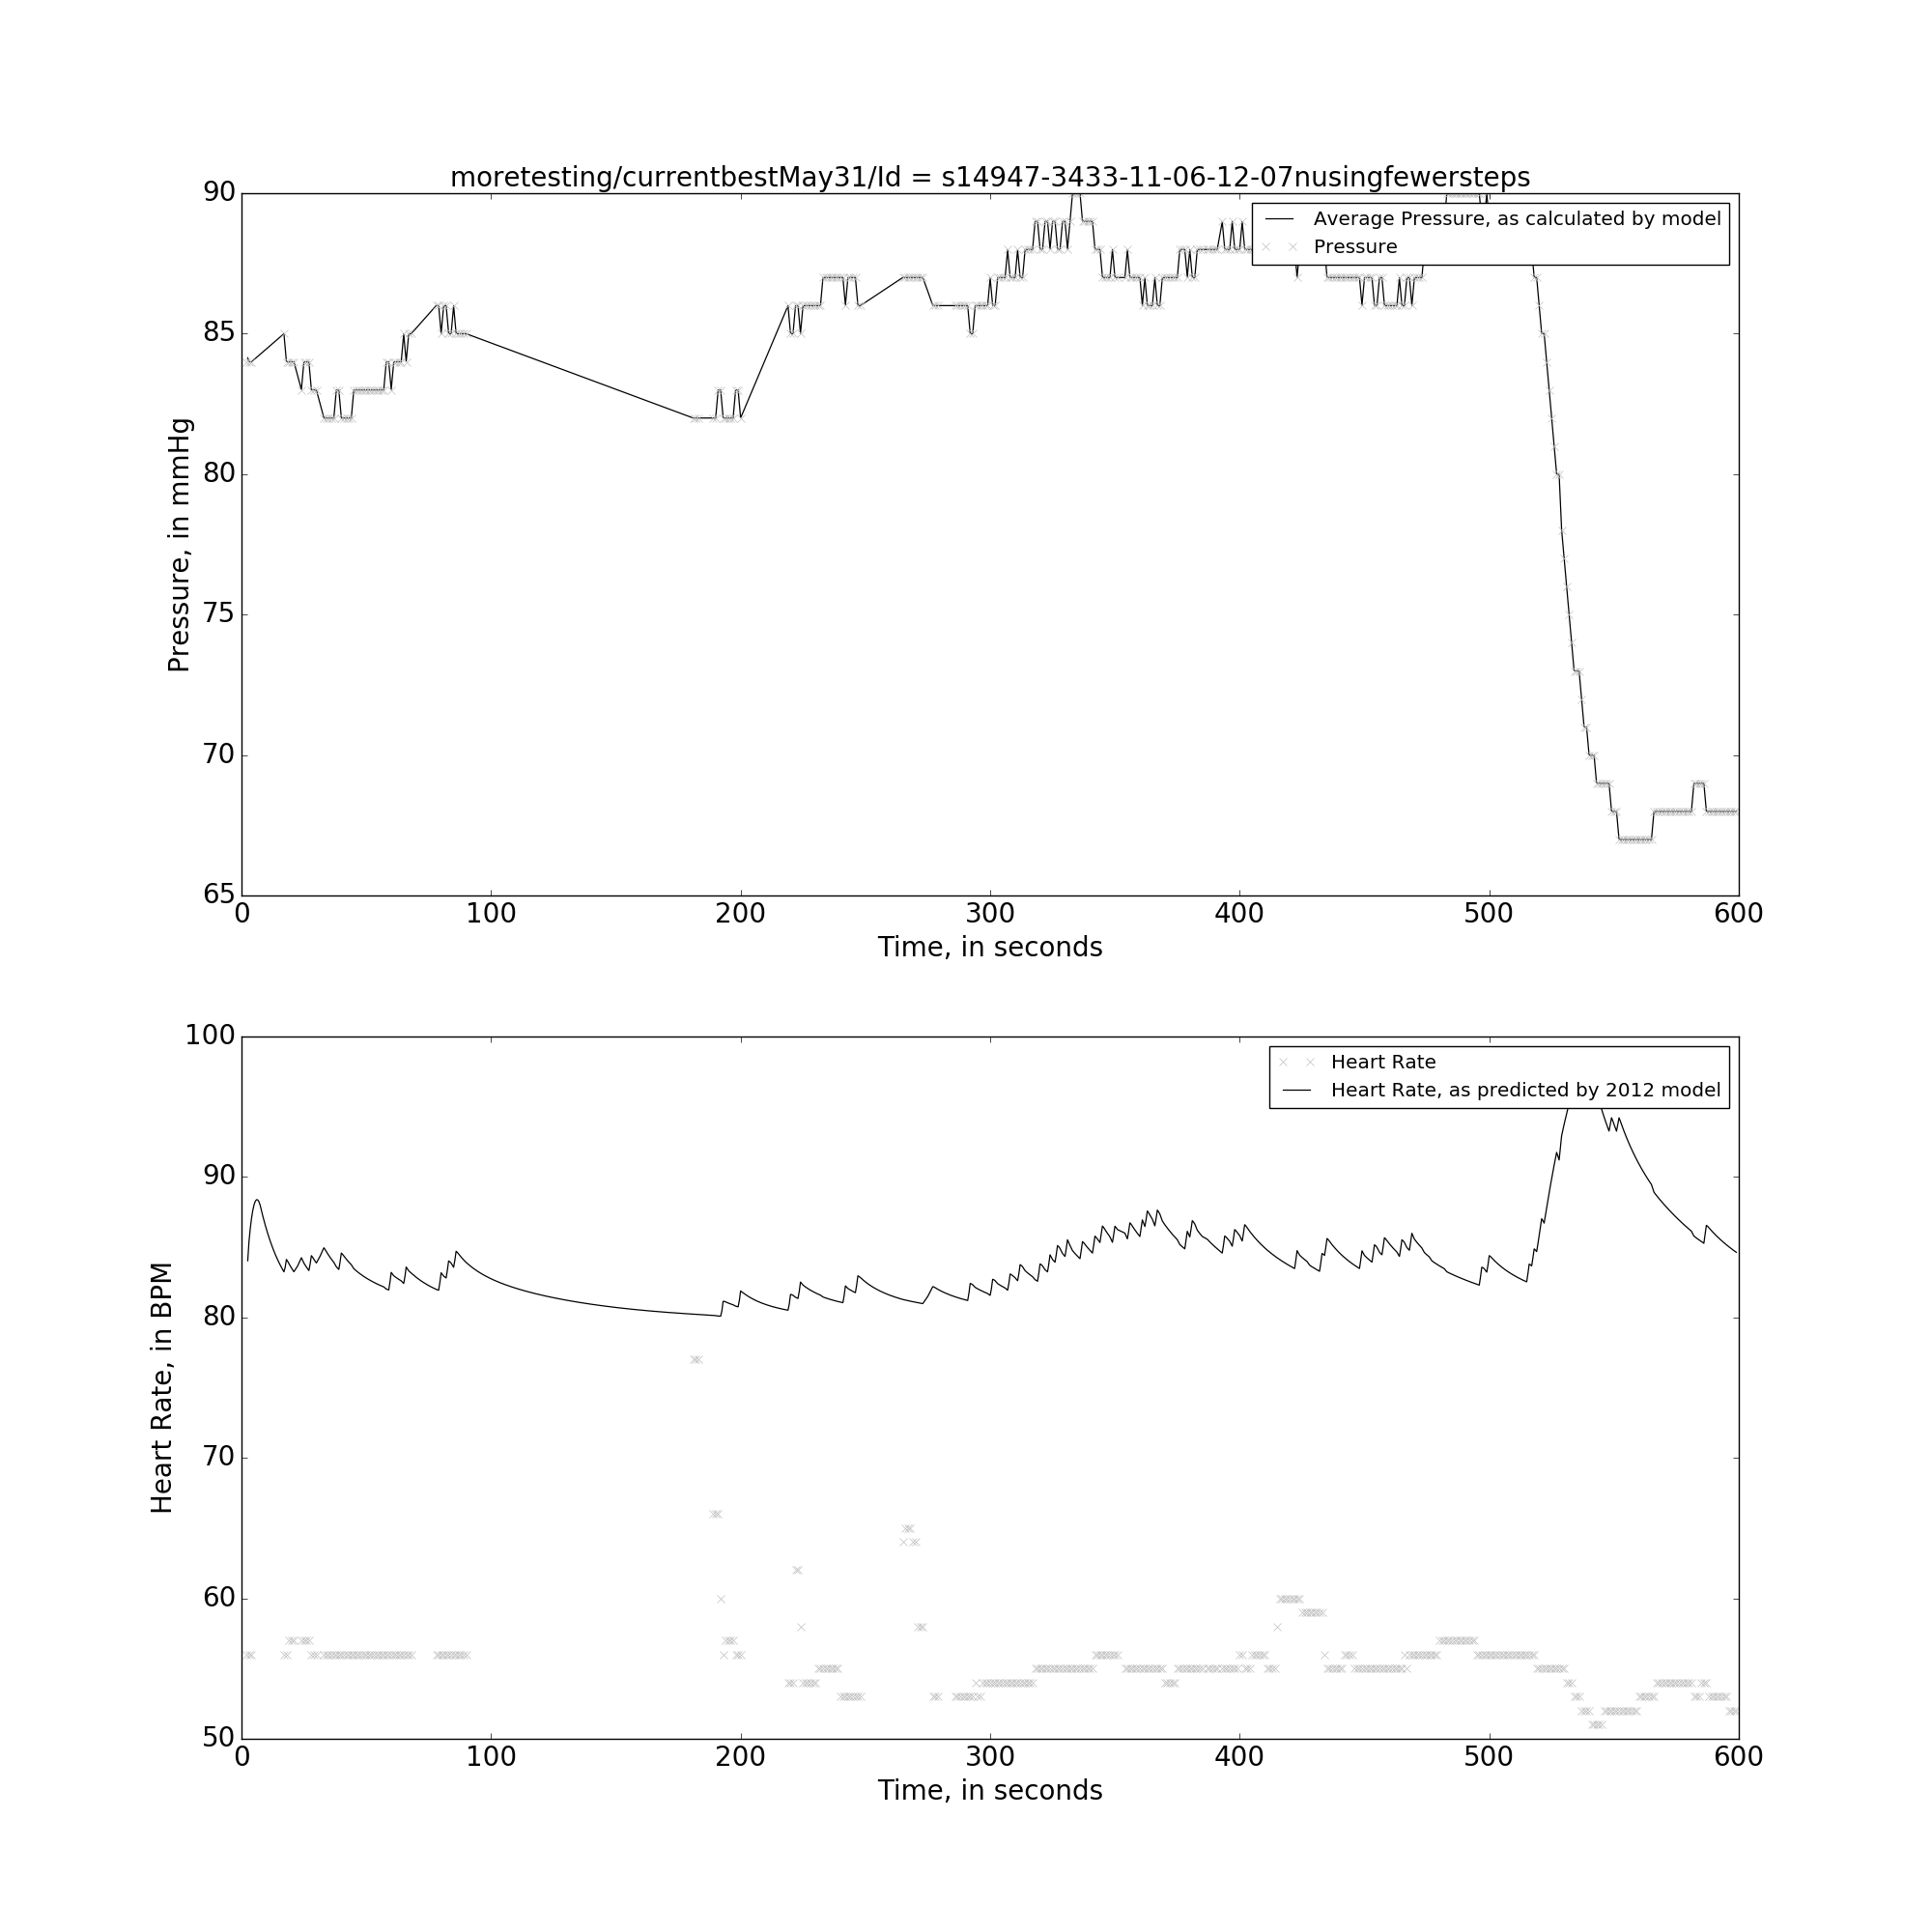 moretesting/currentbestMay31/Id = s14947-3433-11-06-12-07nusingfewersteps
90
85
80
75
70
65
Pressure, in mmHg
Average Pressure, as calculated by model
Pressure
0 100 200 300 400 500 600
Time, in seconds
100
90
80
70
60
50
Heart Rate, in BPM
Heart Rate
Heart Rate, as predicted by 2012 model
0 100 200 300 400 500 600
Time, in seconds